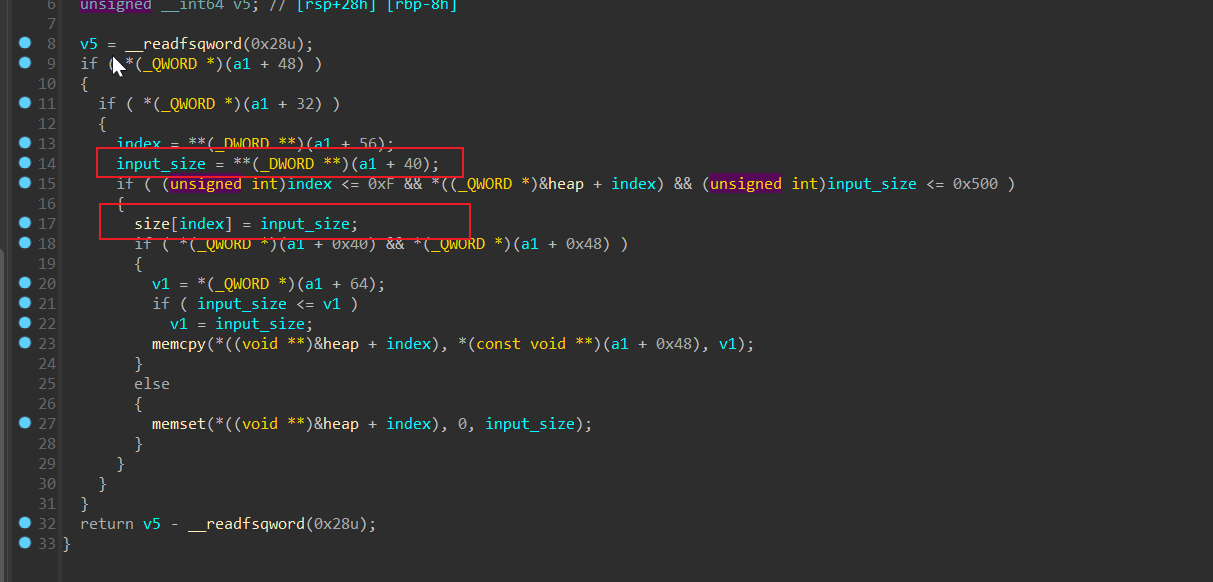 6 unsigned __int64 v5; // [rsp+28h] [rbp-8h]
7
8 v5 = __readfsqword(0x28u);
9 if ( *(_QWORD *)(a1 + 48) )
10 {
11 if ( *(_QWORD *)(a1 + 32) )
12 {
13 index = **(_DWORD **)(a1 + 56);
14 input_size = **(_DWORD **)(a1 + 40);
15 if ( (unsigned int)index <= 0xF && *((_QWORD *)&heap + index) && (unsigned int)input_size <= 0x500 )
16 {
17 size[index] = input_size;
18 if ( *(_QWORD *)(a1 + 0x40) && *(_QWORD *)(a1 + 0x48) )
19 {
20 v1 = *(_QWORD *)(a1 + 64);
21 if ( input_size <= v1 )
22 v1 = input_size;
23 memcpy(*((void **)&heap + index), *(const void **)(a1 + 0x48), v1);
24 }
25 else
26 {
27 memset(*((void **)&heap + index), 0, input_size);
28 }
29 }
30 }
31 }
32 return v5 - __readfsqword(0x28u);
33 }